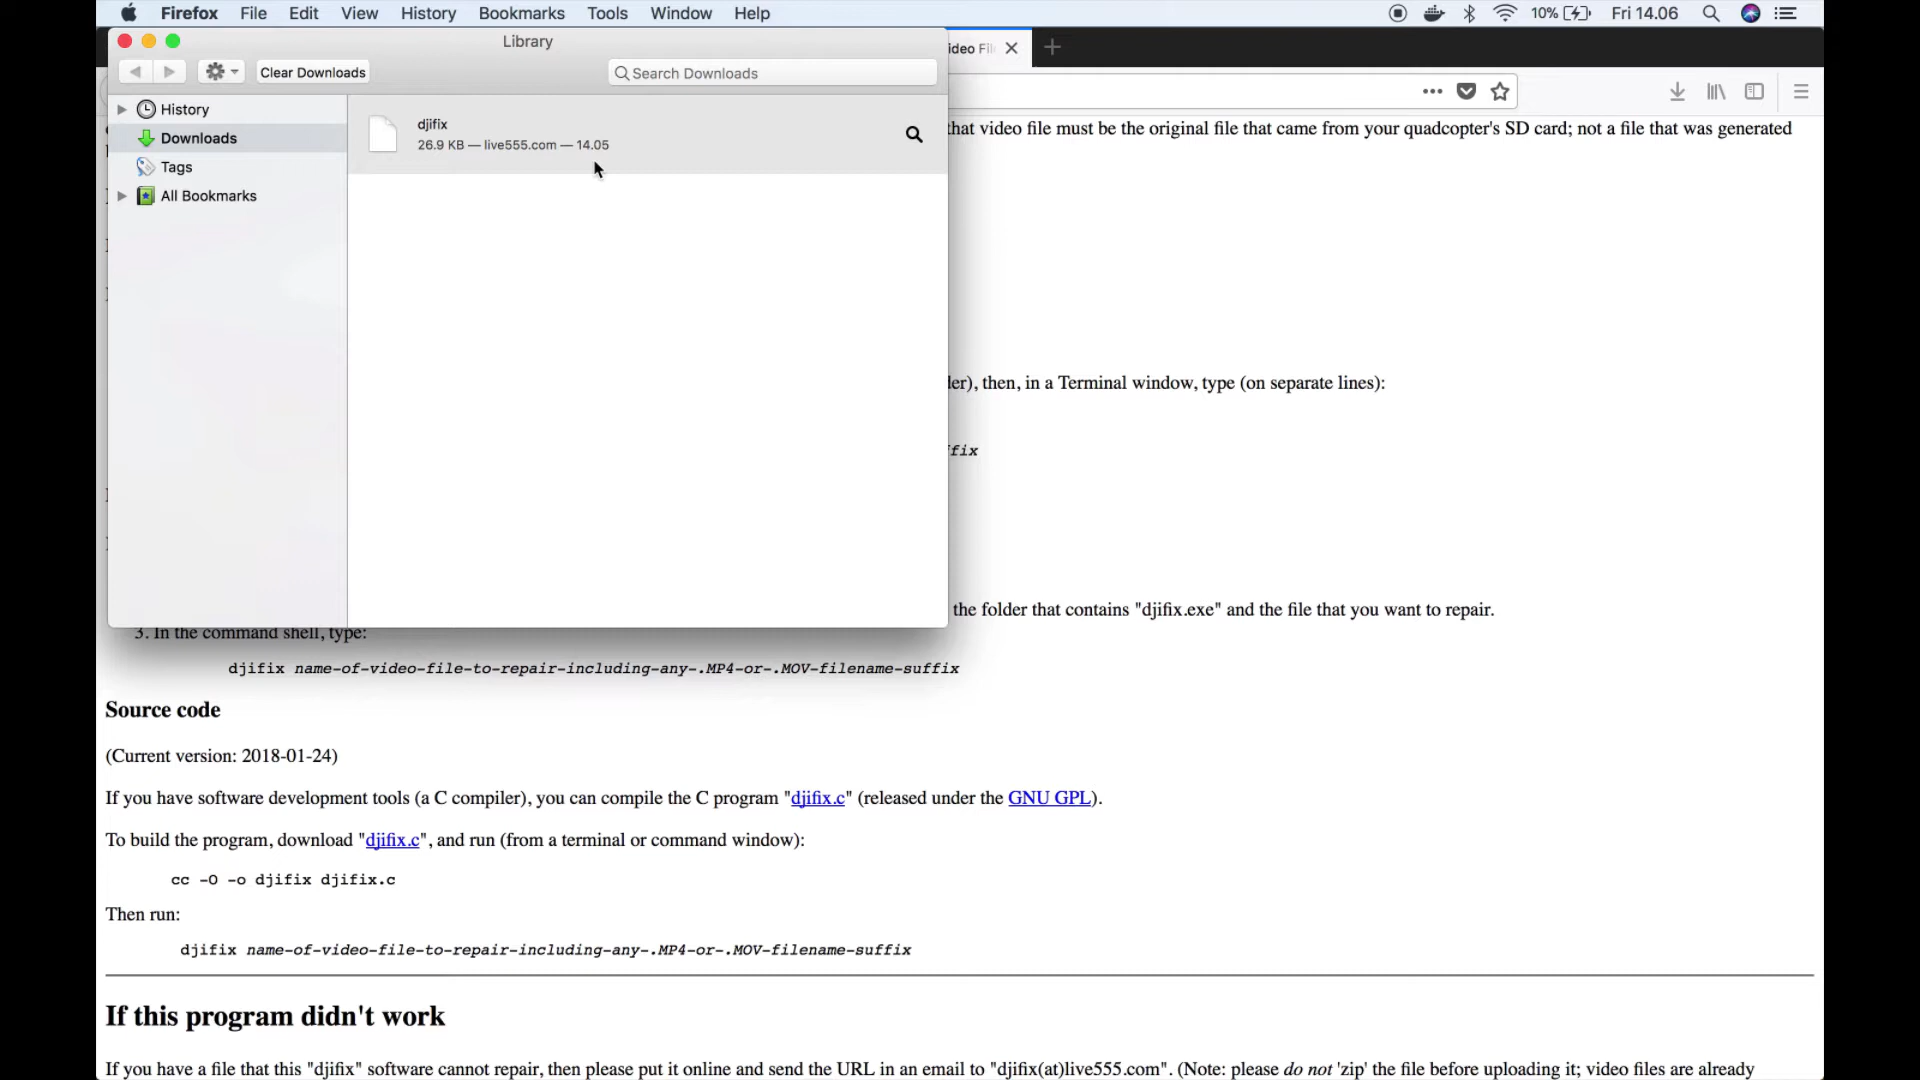 Firefox File Edit View History Bookmarks Tools Window Help 10% Fri 14.06
Library
ideo Fil
Clear Downloads
Search Downloads
History
Downloads
Tags
All Bookmarks
djifix
26.9 KB — live555.com — 14.05
that video file must be the original file that came from your quadcopter's SD card; not a file that was generated
then, in a Terminal window, type (on separate lines):
fix
the folder that contains "djifix.exe" and the file that you want to repair.
3. In the command shell, type:
djifix name-of-video-file-to-repair-including-any-.MP4-or-.MOV-filename-suffix
Source code
(Current version: 2018-01-24)
If you have software development tools (a C compiler), you can compile the C program "djifix.c" (released under the GNU GPL).
To build the program, download "djifix.c", and run (from a terminal or command window):
cc -O -o djifix djifix.c
Then run:
djifix name-of-video-file-to-repair-including-any-.MP4-or-.MOV-filename-suffix
If this program didn't work
If you have a file that this "djifix" software cannot repair, then please put it online and send the URL in an email to "djifix(at)live555.com". (Note: please do not 'zip' the file before uploading it; video files are already